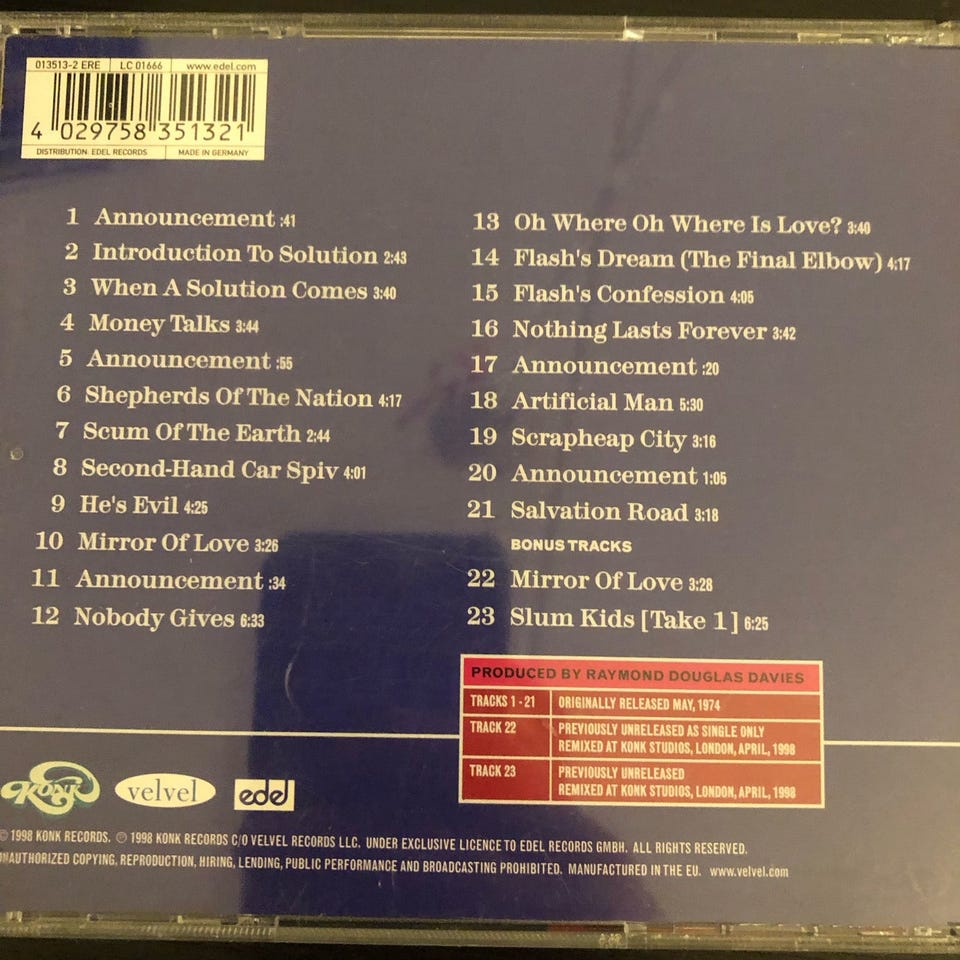 013513-2 ERE LC 01666 www.edel.com
4 029758 351321
DISTRIBUTION: EDEL RECORDS MADE IN GERMANY
1 Announcement :41
2 Introduction To Solution 2:43
3 When A Solution Comes 3:40
4 Money Talks 3:44
5 Announcement :55
6 Shepherds Of The Nation 4:17
7 Scum Of The Earth 2:44
8 Second-Hand Car Spiv 4:01
9 He's Evil 4:25
10 Mirror Of Love 3:26
11 Announcement :34
12 Nobody Gives 6:33
13 Oh Where Oh Where Is Love? 3:40
14 Flash's Dream (The Final Elbow) 4:17
15 Flash's Confession 4:05
16 Nothing Lasts Forever 3:42
17 Announcement :20
18 Artificial Man 5:30
19 Scrapheap City 3:16
20 Announcement 1:05
21 Salvation Road 3:18
BONUS TRACKS
22 Mirror Of Love 3:28
23 Slum Kids [Take 1] 6:25
PRODUCED BY RAYMOND DOUGLAS DAVIES
TRACKS 1 - 21 ORIGINALLY RELEASED MAY, 1974
TRACK 22 PREVIOUSLY UNRELEASED AS SINGLE ONLY
REMIXED AT KONK STUDIOS, LONDON, APRIL, 1998
TRACK 23 PREVIOUSLY UNRELEASED
REMIXED AT KONK STUDIOS, LONDON, APRIL, 1998
KONK velvel edel
© 1998 KONK RECORDS. ℗ 1998 KONK RECORDS C/O VELVEL RECORDS LLC. UNDER EXCLUSIVE LICENCE TO EDEL RECORDS GMBH. ALL RIGHTS RESERVED.
UNAUTHORIZED COPYING, REPRODUCTION, HIRING, LENDING, PUBLIC PERFORMANCE AND BROADCASTING PROHIBITED. MANUFACTURED IN THE EU. www.velvel.com